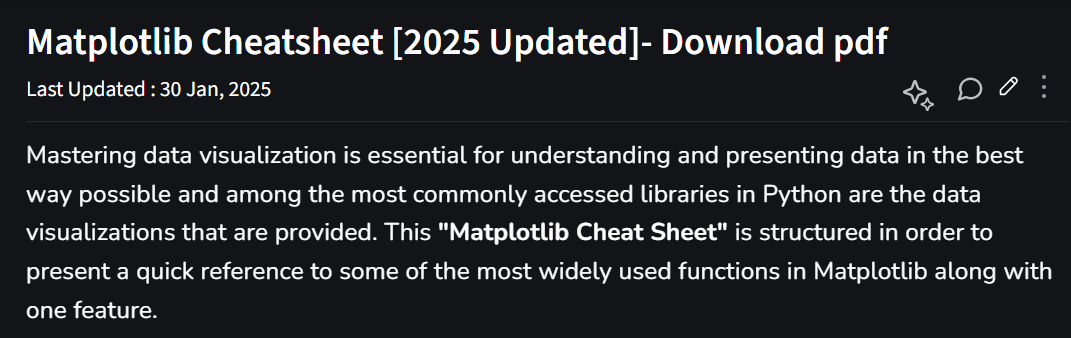 Matplotlib Cheatsheet [2025 Updated]- Download pdf
Last Updated : 30 Jan, 2025
Mastering data visualization is essential for understanding and presenting data in the best
way possible and among the most commonly accessed libraries in Python are the data
visualizations that are provided. This "Matplotlib Cheat Sheet" is structured in order to
present a quick reference to some of the most widely used functions in Matplotlib along with
one feature.